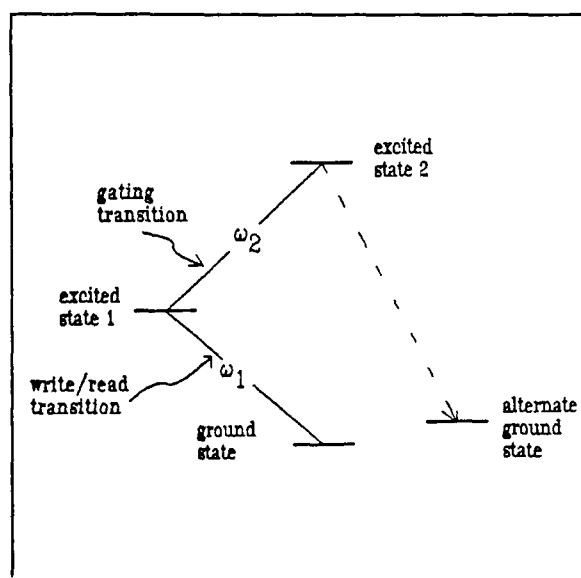 excited
state 2
gating
transition
ω2
excited
state 1
ω1
write/read
transition
ground
state
alternate
ground
state